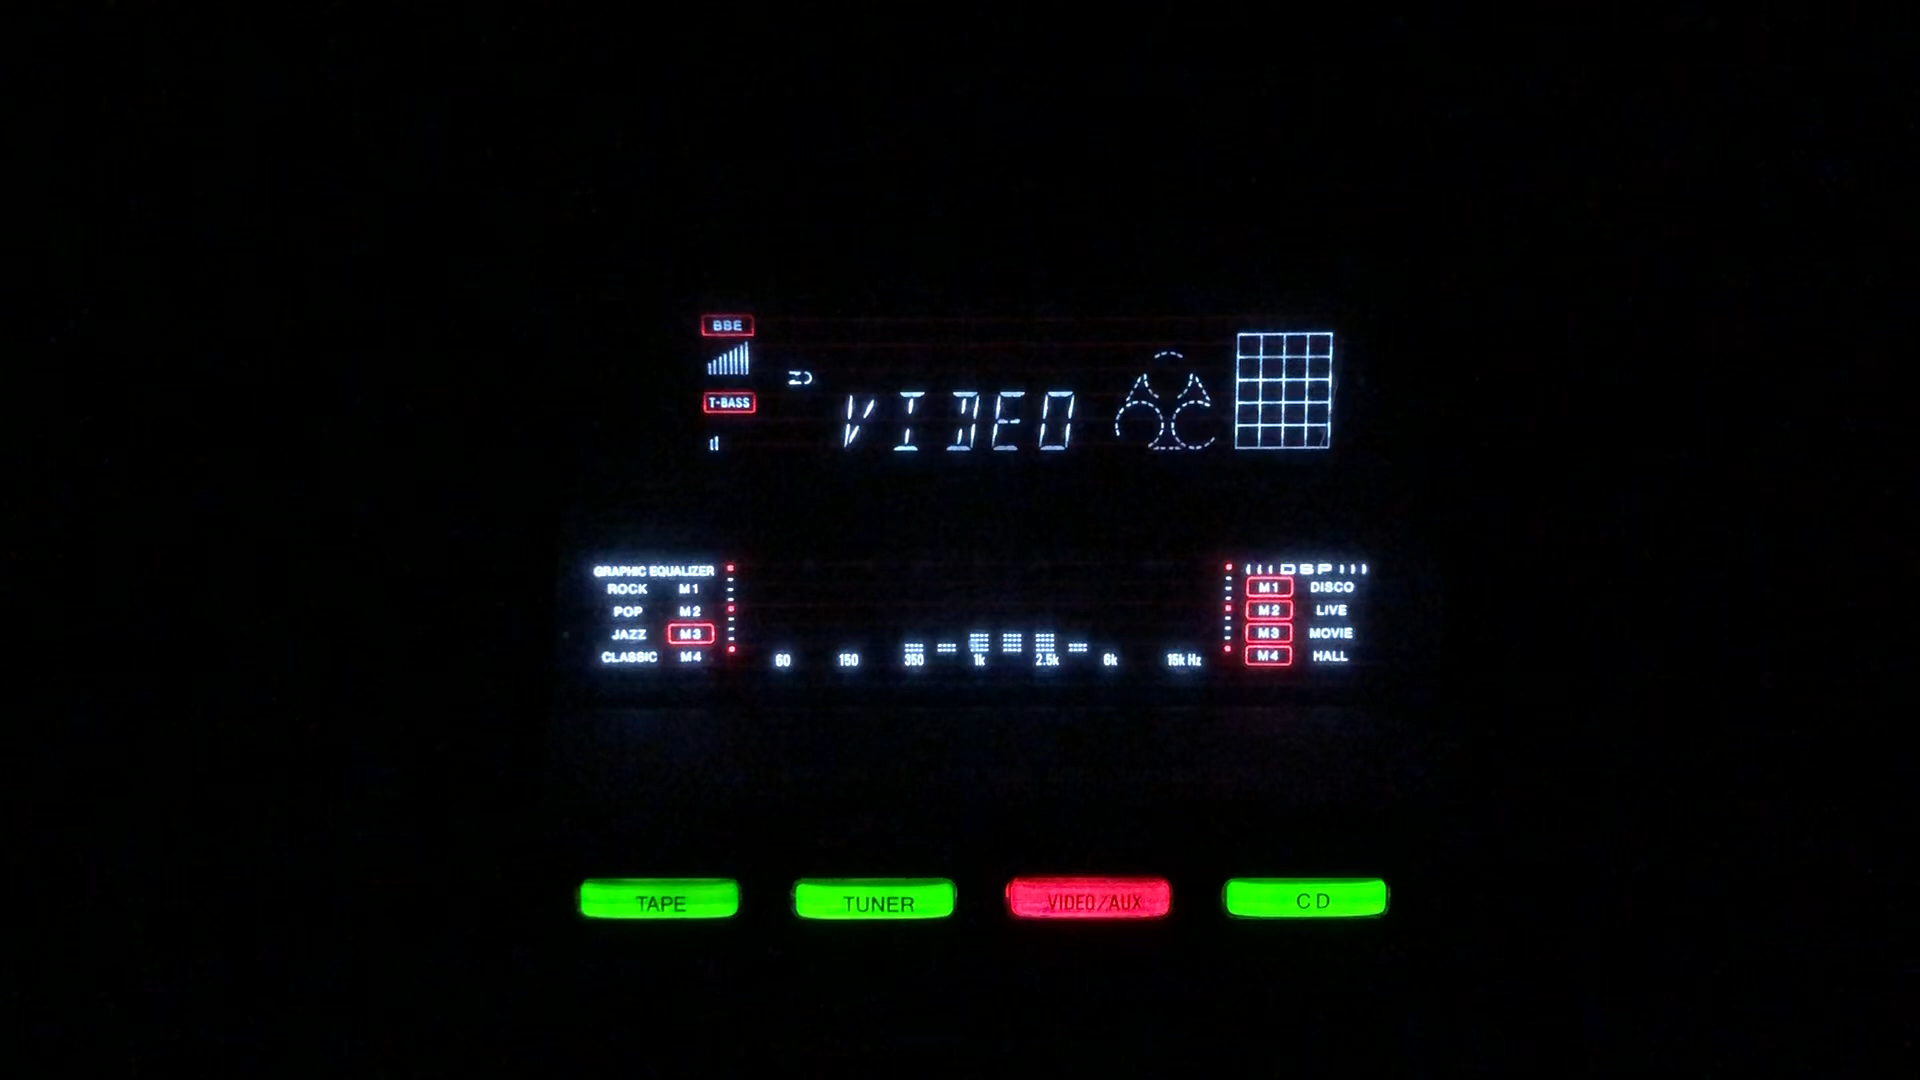 BBE
T-BASS
VIDEO
GRAPHIC EQUALIZER
ROCK M1
POP M2
JAZZ M3
CLASSIC M4
60 150 350 1k 2.5k 6k 15k Hz
DSP
M1 DISCO
M2 LIVE
M3 MOVIE
M4 HALL
TAPE TUNER VIDEO/AUX CD